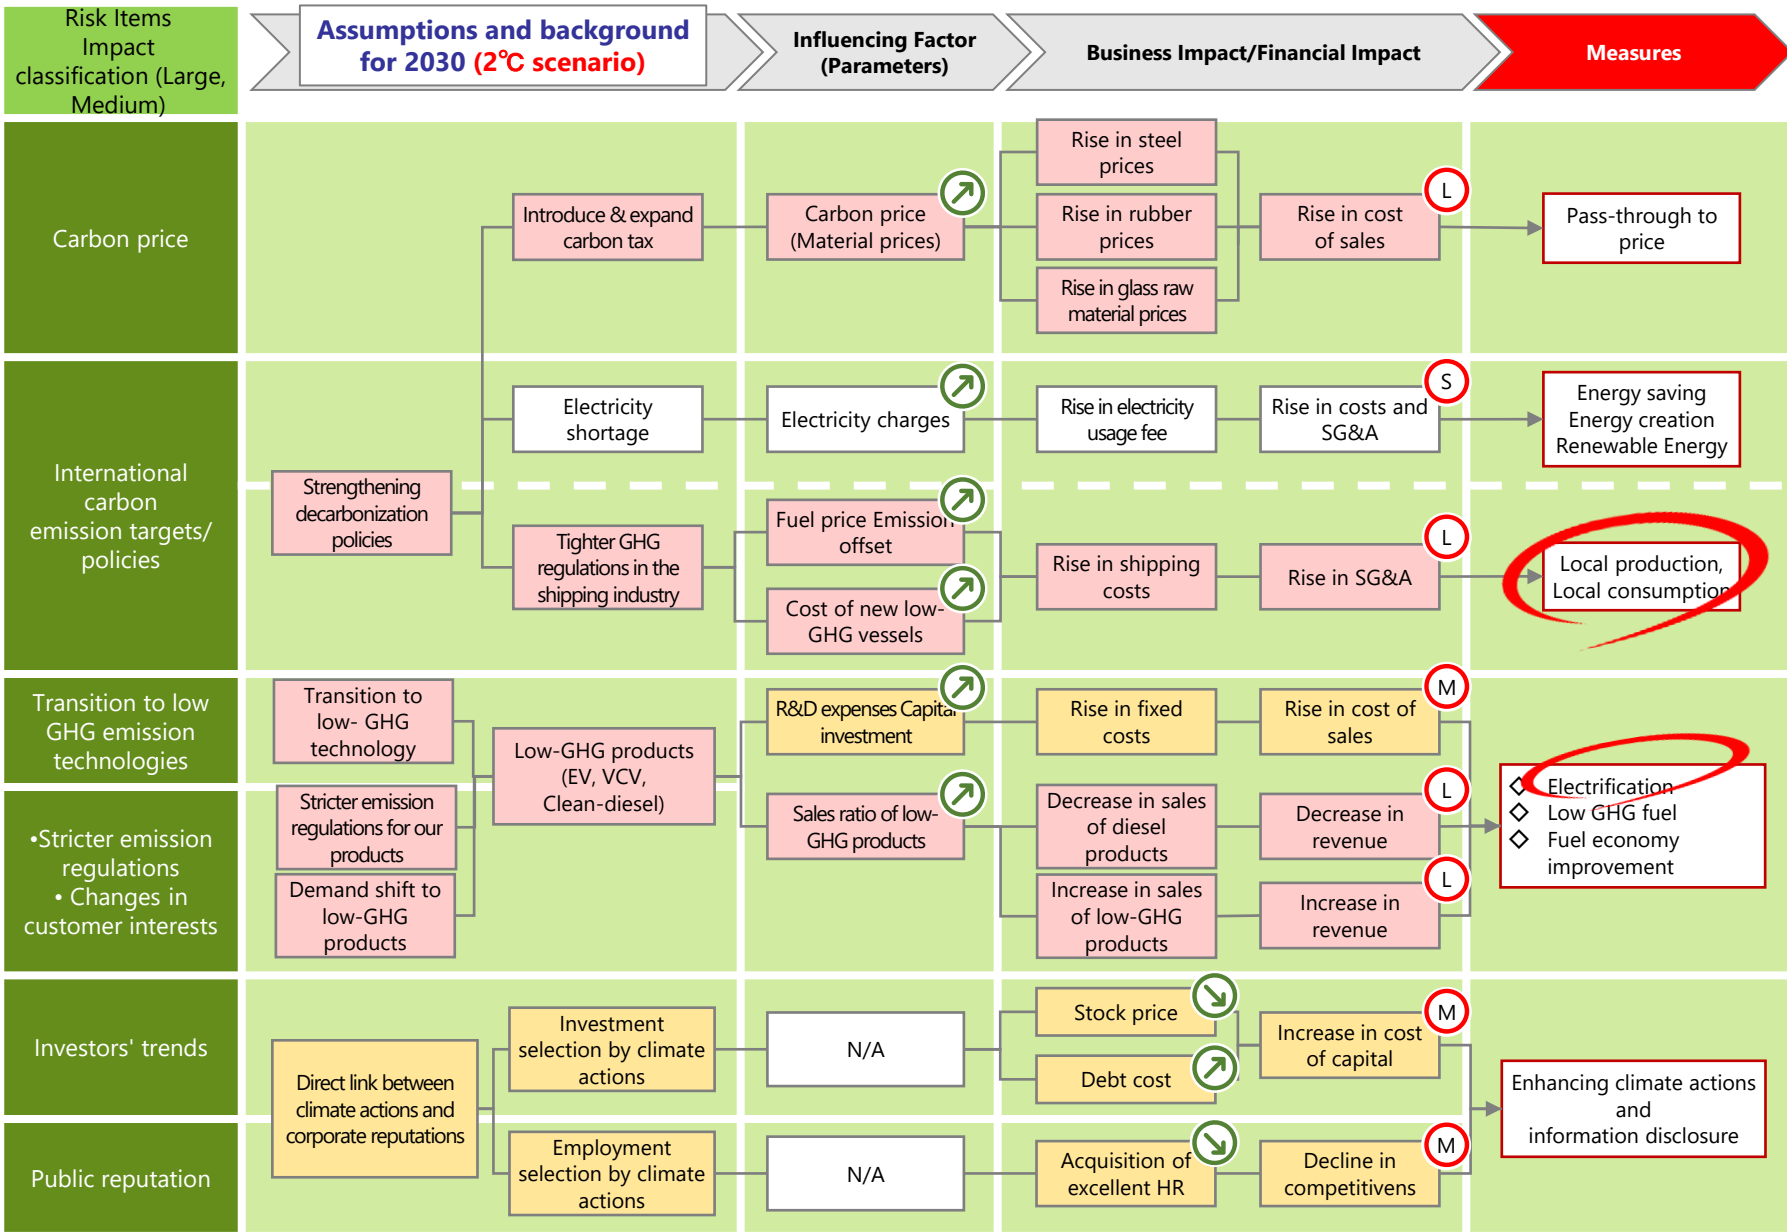 Risk Items
Impact
classification (Large,
Medium)
Assumptions and background
for 2030 (2℃ scenario)
Influencing Factor
(Parameters)
Business Impact/Financial Impact
Measures
Carbon price
Introduce & expand
carbon tax
Carbon price
(Material prices)
Rise in steel
prices
Rise in rubber
prices
Rise in glass raw
material prices
Rise in cost
of sales
L
Pass-through to
price
International
carbon
emission targets/
policies
Strengthening
decarbonization
policies
Electricity
shortage
Electricity charges
Rise in electricity
usage fee
Rise in costs and
SG&A
S
Energy saving
Energy creation
Renewable Energy
Tighter GHG
regulations in the
shipping industry
Fuel price Emission
offset
Cost of new low-
GHG vessels
Rise in shipping
costs
Rise in SG&A
L
Local production,
Local consumption
Transition to low
GHG emission
technologies
Transition to
low- GHG
technology
Low-GHG products
(EV, VCV,
Clean-diesel)
R&D expenses Capital
investment
Rise in fixed
costs
Rise in cost of
sales
M
•Stricter emission
regulations
• Changes in
customer interests
Stricter emission
regulations for our
products
Demand shift to
low-GHG
products
Sales ratio of low-
GHG products
Decrease in sales
of diesel
products
Decrease in
revenue
L
Increase in sales
of low-GHG
products
Increase in
revenue
L
◇ Electrification
◇ Low GHG fuel
◇ Fuel economy
improvement
Investors' trends
Direct link between
climate actions and
corporate reputations
Investment
selection by climate
actions
N/A
Stock price
Debt cost
Increase in cost
of capital
M
Enhancing climate actions
and
information disclosure
Public reputation
Employment
selection by climate
actions
N/A
Acquisition of
excellent HR
Decline in
competitivens
M